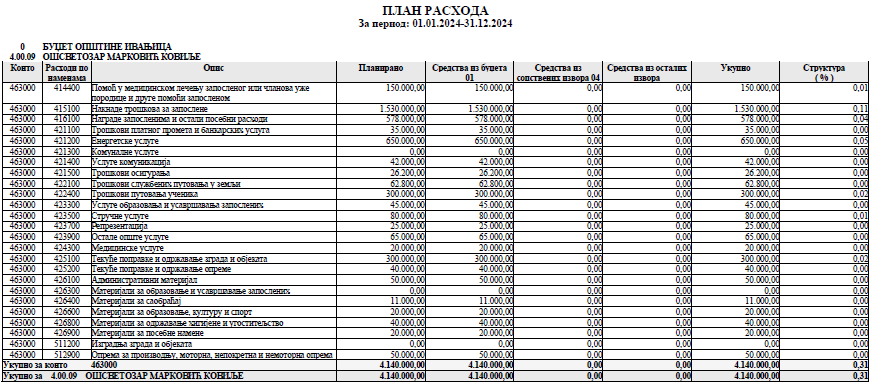 ПЛАН РАСХОДА
За период: 01.01.2024-31.12.2024
0 БУЏЕТ ОПШТИНЕ ИВАЊИЦА
4.00.09 ОШСВЕТОЗАР МАРКОВИЋ КОВИЉЕ
Конто Расходи по наменама Опис Планирано Средства из буџета 01 Средства из сопствених извора 04 Средства из осталих извора Укупно Структура ( % )
463000 414400 Помоћ у медицинском лечењу запосленог или чланова уже 150.000,00 150.000,00 0,00 0,00 150.000,00 0,01
породице и друге помоћи запосленом
463000 415100 Накнаде трошкова за запослене 1.530.000,00 1.530.000,00 0,00 0,00 1.530.000,00 0,11
463000 416100 Награде запосленима и остали посебни расходи 578.000,00 578.000,00 0,00 0,00 578.000,00 0,04
463000 421100 Трошкови платног промета и банкарских услуга 35.000,00 35.000,00 0,00 0,00 35.000,00 0,00
463000 421200 Енергетске услуге 650.000,00 650.000,00 0,00 0,00 650.000,00 0,05
463000 421300 Комуналне услуге 0,00 0,00 0,00 0,00 0,00 0,00
463000 421400 Услуге комуникација 42.000,00 42.000,00 0,00 0,00 42.000,00 0,00
463000 421500 Трошкови осигурања 26.200,00 26.200,00 0,00 0,00 26.200,00 0,00
463000 422100 Трошкови службених путовања у земљи 62.800,00 62.800,00 0,00 0,00 62.800,00 0,00
463000 422400 Трошкови путовања ученика 300.000,00 300.000,00 0,00 0,00 300.000,00 0,02
463000 423300 Услуге образовања и усавршавања запослених 45.000,00 45.000,00 0,00 0,00 45.000,00 0,00
463000 423500 Стручне услуге 80.000,00 80.000,00 0,00 0,00 80.000,00 0,01
463000 423700 Репрезентација 25.000,00 25.000,00 0,00 0,00 25.000,00 0,00
463000 423900 Остале опште услуге 65.000,00 65.000,00 0,00 0,00 65.000,00 0,00
463000 424300 Медицинске услуге 20.000,00 20.000,00 0,00 0,00 20.000,00 0,00
463000 425100 Текуће поправке и одржавање зграда и објеката 300.000,00 300.000,00 0,00 0,00 300.000,00 0,02
463000 425200 Текуће поправке и одржавање опреме 40.000,00 40.000,00 0,00 0,00 40.000,00 0,00
463000 426100 Административни материјал 50.000,00 50.000,00 0,00 0,00 50.000,00 0,00
463000 426300 Материјали за образовање и усавршавање запослених 0,00 0,00 0,00 0,00 0,00 0,00
463000 426400 Материјали за саобраћај 11.000,00 11.000,00 0,00 0,00 11.000,00 0,00
463000 426600 Материјали за образовање, културу и спорт 20.000,00 20.000,00 0,00 0,00 20.000,00 0,00
463000 426800 Материјали за одржавање хигијене и угоститељство 40.000,00 40.000,00 0,00 0,00 40.000,00 0,00
463000 426900 Материјали за посебне намене 20.000,00 20.000,00 0,00 0,00 20.000,00 0,00
463000 511200 Изградња зграда и објеката 0,00 0,00 0,00 0,00 0,00 0,00
463000 512900 Опрема за производњу, моторна, непокретна и немоторна опрема 50.000,00 50.000,00 0,00 0,00 50.000,00 0,00
Укупно за конто 463000 4.140.000,00 4.140.000,00 0,00 0,00 4.140.000,00 0,31
Укупно за 4.00.09 ОШСВЕТОЗАР МАРКОВИЋ КОВИЉЕ 4.140.000,00 4.140.000,00 0,00 0,00 4.140.000,00 0,31